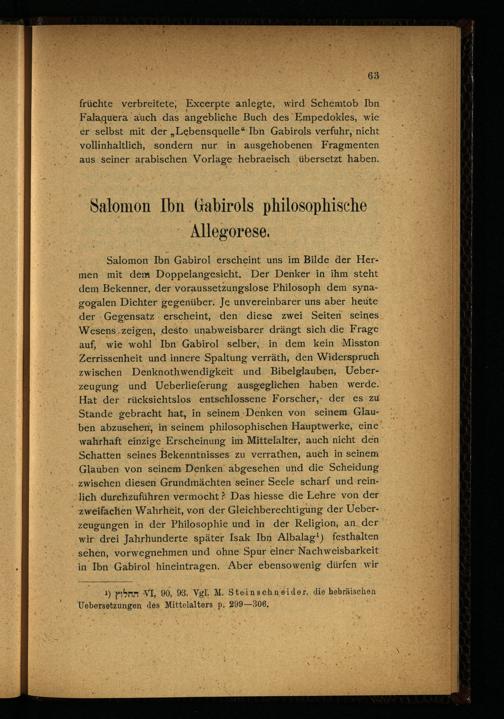 63
früchte verbreitete, Excerpte anlegte, wird Schemtob Ibn
Falaquera auch das angebliche Buch des Empedokles, wie
er selbst mit der „Lebensquelle“ Ibn Gabirols verfuhr, nicht
vollinhaltlich, sondern nur in ausgehobenen Fragmenten
aus seiner arabischen Vorlage hebraeisch übersetzt haben.
Salomon Ibn Gabirols philosophische
Allegorese.
Salomon Ibn Gabirol erscheint uns im Bilde der Her-
men mit dem Doppelangesicht. Der Denker in ihm steht
dem Bekenner, der voraussetzungslose Philosoph dem syna-
gogalen Dichter gegenüber. Je unvereinbarer uns aber heute
der Gegensatz erscheint, den diese zwei Seiten seines
Wesens zeigen, desto unabweisbarer drängt sich die Frage
auf, wie wohl Ibn Gabirol selber, in dem kein Misston
Zerrissenheit und innere Spaltung verräth, den Widerspruch
zwischen Denknothwendigkeit und Bibelglauben, Ueber-
zeugung und Ueberlieferung ausgeglichen haben werde.
Hat der rücksichtslos entschlossene Forscher, der es zu
Stande gebracht hat, in seinem Denken von seinem Glau-
ben abzusehen, in seinem philosophischen Hauptwerke, eine
wahrhaft einzige Erscheinung im Mittelalter, auch nicht den
Schatten seines Bekenntnisses zu verrathen, auch in seinem
Glauben von seinem Denken abgesehen und die Scheidung
zwischen diesen Grundmächten seiner Seele scharf und rein-
lich durchzuführen vermocht? Das hiesse die Lehre von der
zweifachen Wahrheit, von der Gleichberechtigung der Ueber-
zeugungen in der Philosophie und in der Religion, an der
wir drei Jahrhunderte später Isak Ibn Albalag¹) festhalten
sehen, vorwegnehmen und ohne Spur einer Nachweisbarkeit
in Ibn Gabirol hineintragen. Aber ebensowenig dürfen wir
¹) החלוץ VI, 90, 93. Vgl. M. Steinschneider, die hebräischen
Uebersetzungen des Mittelalters p. 299—306.